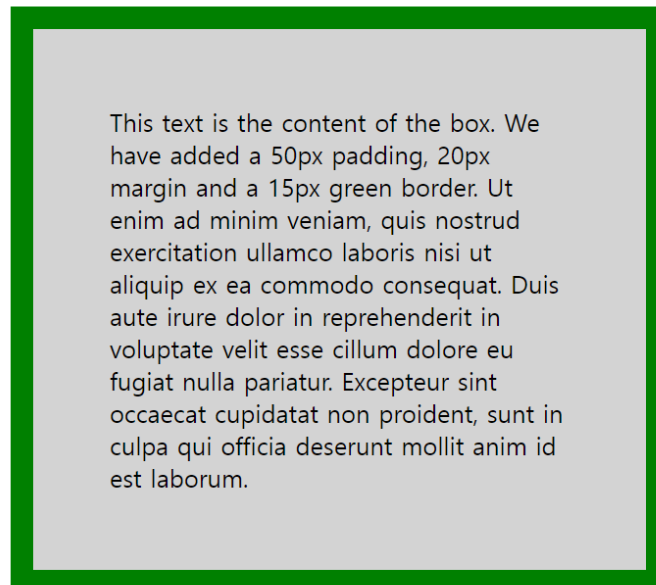 This text is the content of the box. We
have added a 50px padding, 20px
margin and a 15px green border. Ut
enim ad minim veniam, quis nostrud
exercitation ullamco laboris nisi ut
aliquip ex ea commodo consequat. Duis
aute irure dolor in reprehenderit in
voluptate velit esse cillum dolore eu
fugiat nulla pariatur. Excepteur sint
occaecat cupidatat non proident, sunt in
culpa qui officia deserunt mollit anim id
est laborum.